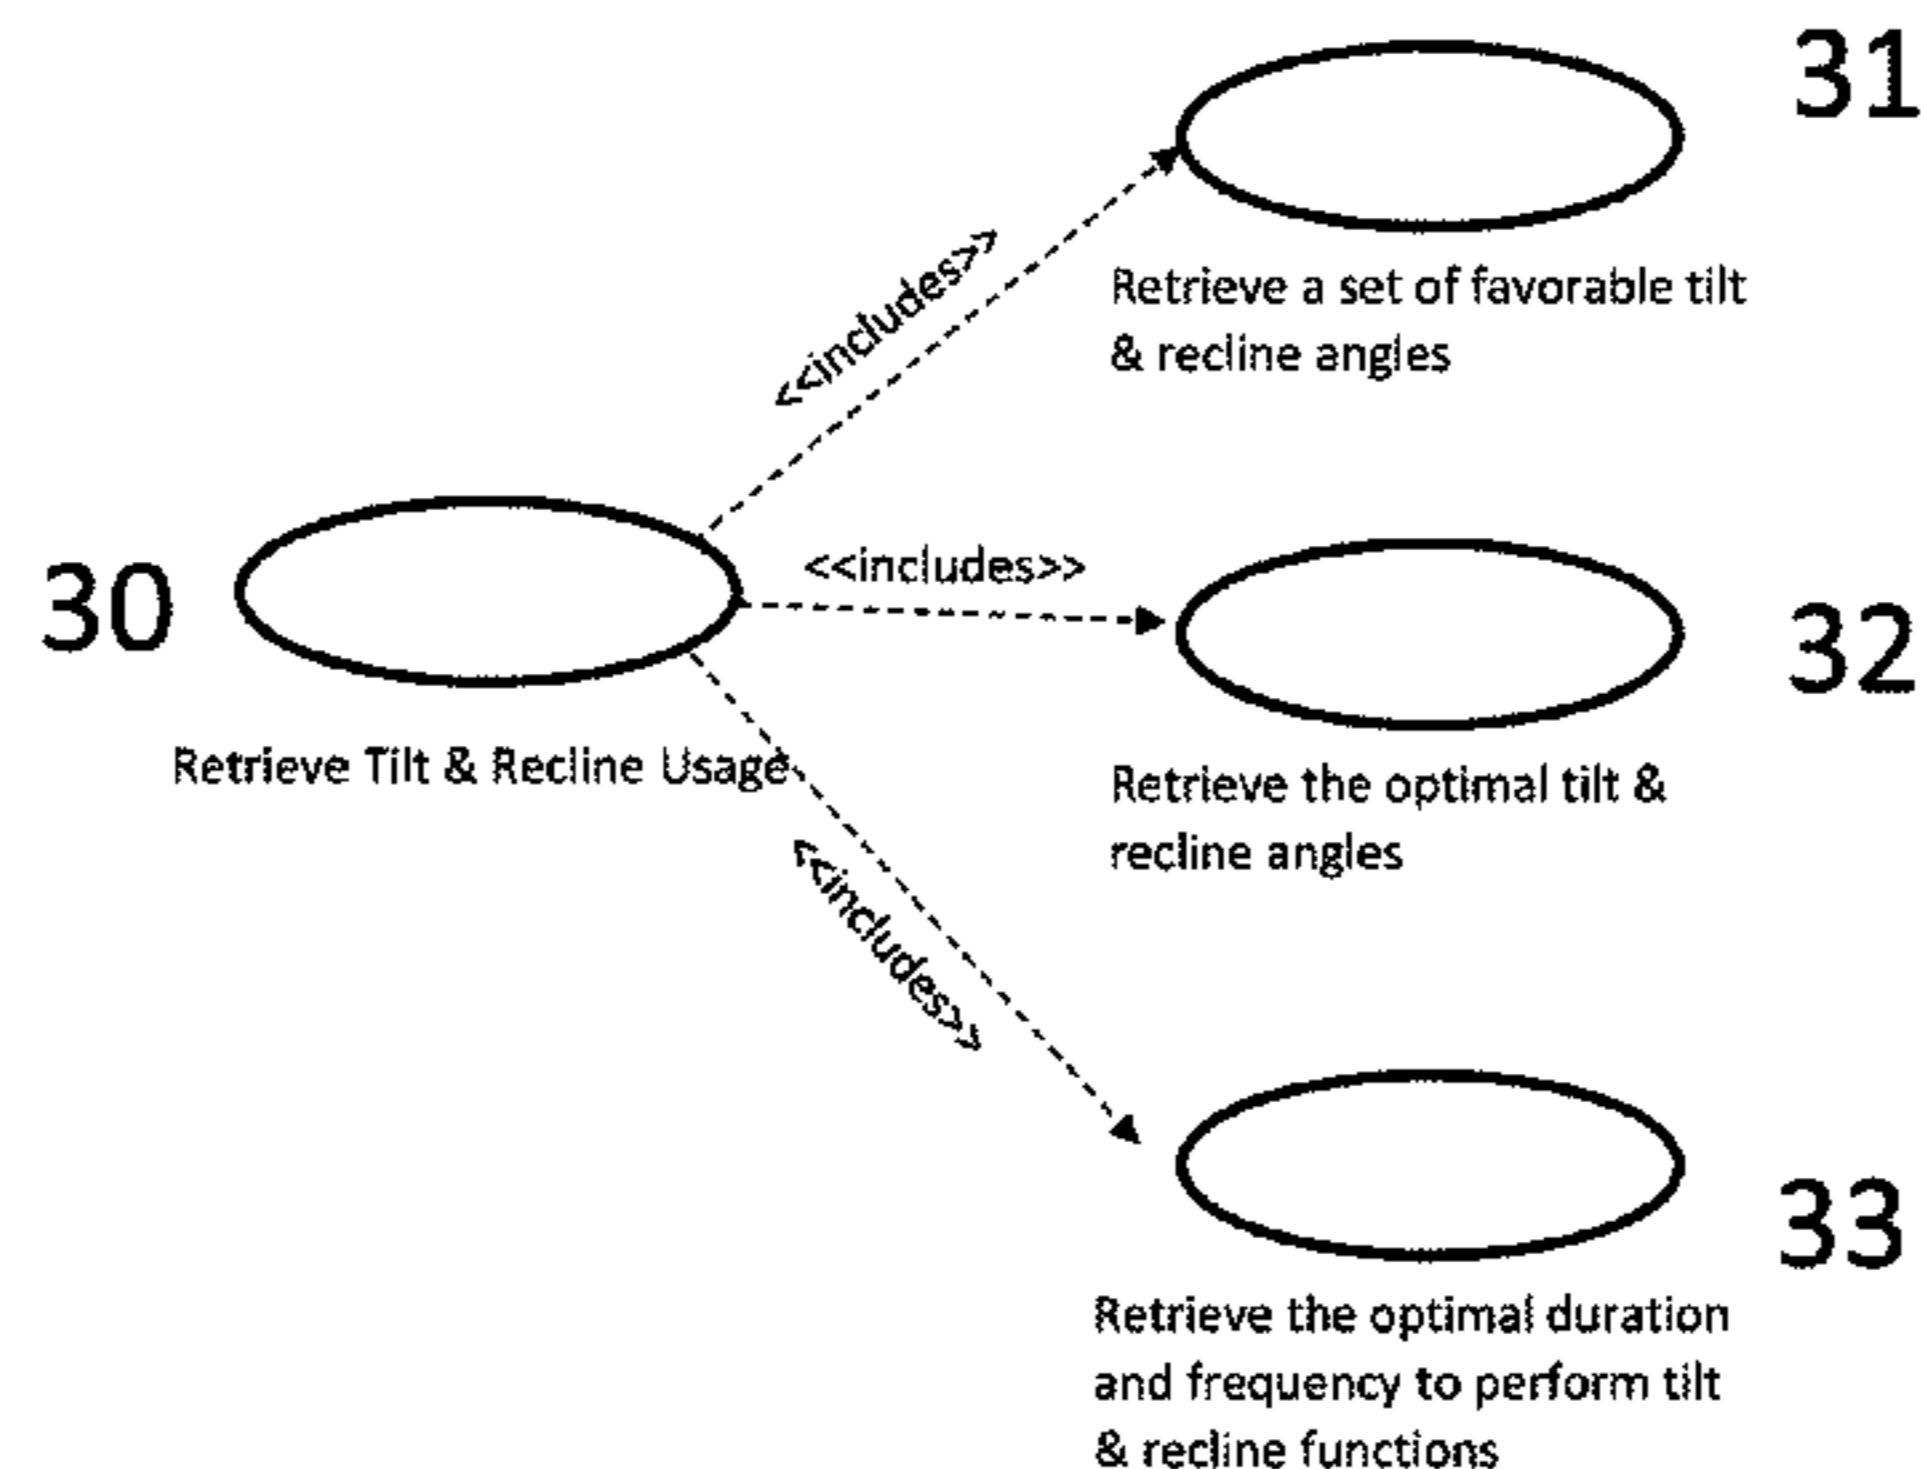 31
<<includes>>
Retrieve a set of favorable tilt
& recline angles
30
<<includes>>
32
Retrieve Tilt & Recline Usage
Retrieve the optimal tilt &
recline angles
<<includes>>
33
Retrieve the optimal duration
and frequency to perform tilt
& recline functions